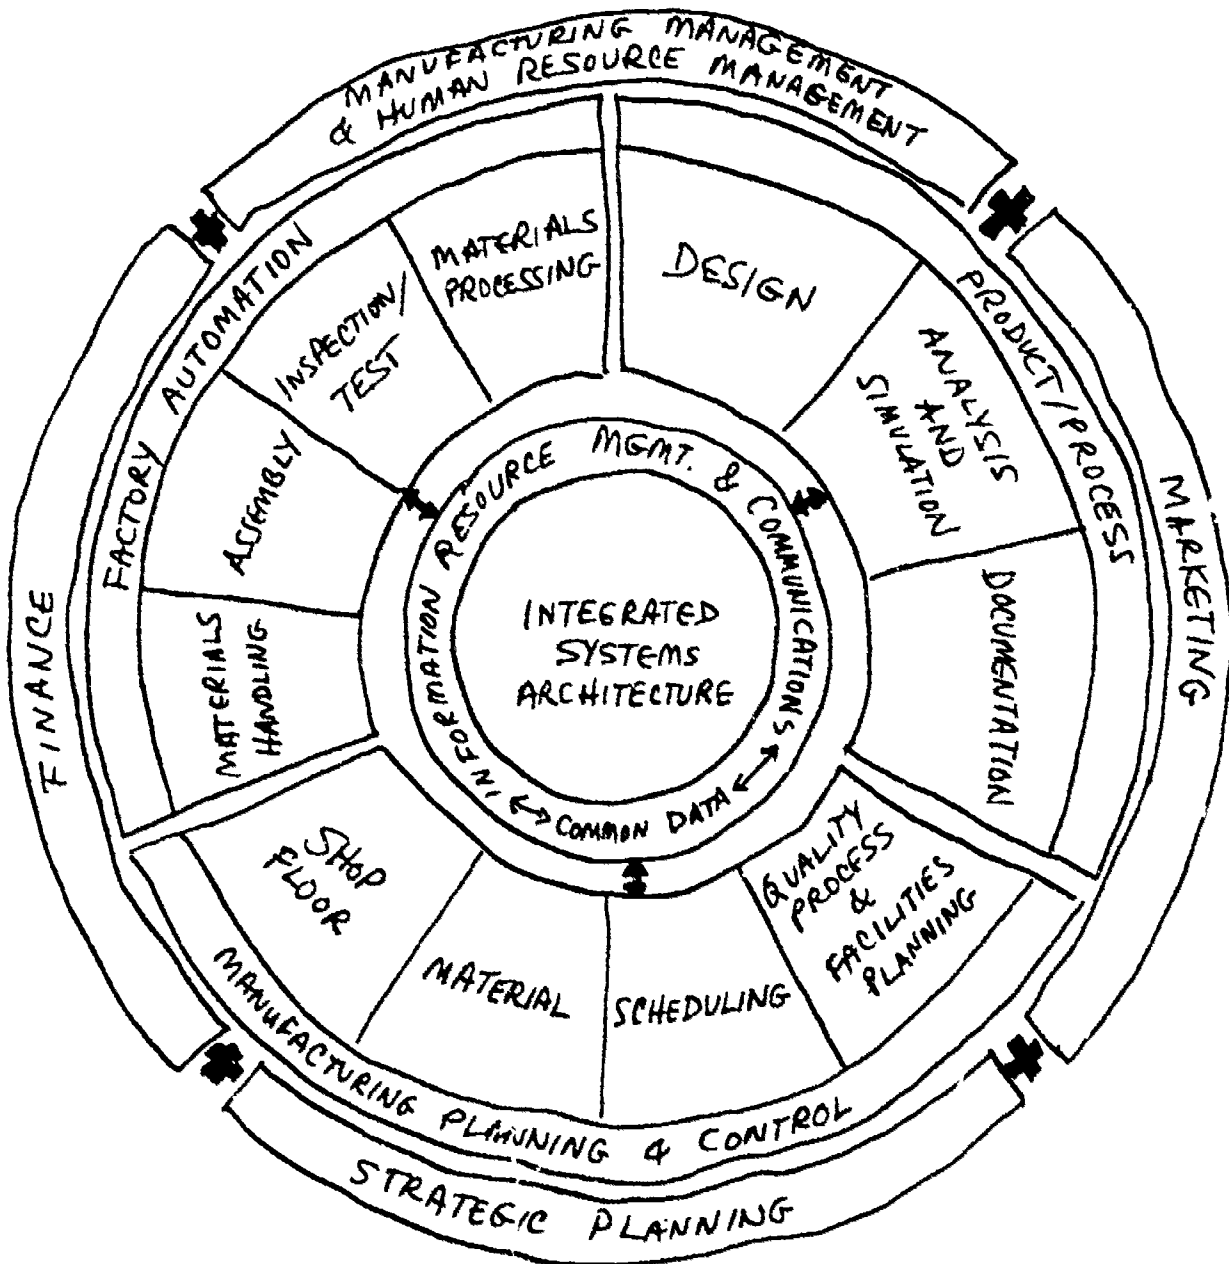 MANUFACTURING MANAGEMENT
& HUMAN RESOURCE MANAGEMENT
FINANCE
MARKETING
STRATEGIC PLANNING
FACTORY AUTOMATION
PRODUCT/PROCESS
MANUFACTURING PLANNING & CONTROL
MATERIALS
PROCESSING
INSPECTION/
TEST
ASSEMBLY
MATERIALS
HANDLING
DESIGN
ANALYSIS
AND
SIMULATION
DOCUMENTATION
SHOP
FLOOR
MATERIAL
SCHEDULING
QUALITY
PROCESS
&
FACILITIES
PLANNING
INFORMATION RESOURCE MGMT. & COMMUNICATIONS
COMMON DATA
INTEGRATED
SYSTEMS
ARCHITECTURE